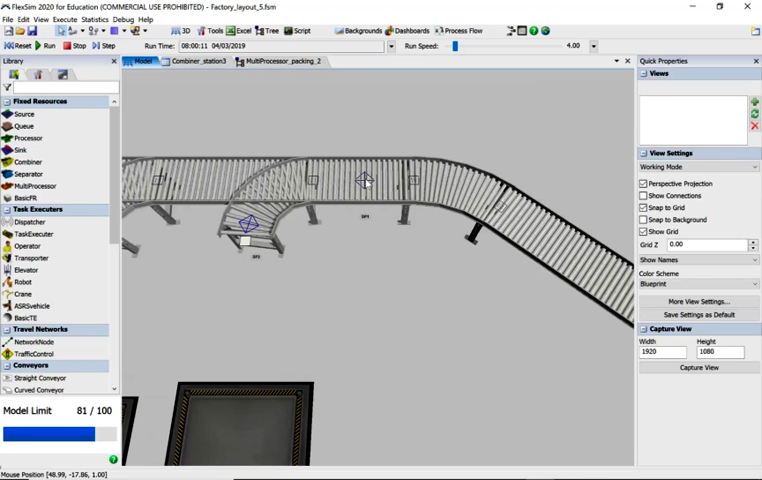 FlexSim 2020 for Education (COMMERCIAL USE PROHIBITED) - Factory_layout_5.fsm
File Edit View Build Execute Statistics Debug Help
3D Tools Excel Tree Script Backgrounds Dashboards Process Flow
Reset Run Stop Step Run Time: 08:00:11 04/03/2019 Run Speed: 4.00
Library
Model Combiner_station3 MultiProcessor_packing_2
Fixed Resources
Source
Queue
Processor
Sink
Combiner
Separator
MultiProcessor
BasicFR
Task Executers
Dispatcher
TaskExecuter
Operator
Transporter
Elevator
Robot
Crane
ASRSvehicle
BasicTE
Travel Networks
NetworkNode
TrafficControl
Conveyors
Straight Conveyor
Curved Conveyor
Model Limit 81 / 100
Mouse Position [48.99, -17.86, 1.00]
Quick Properties
Views
View Settings
Working Mode
Perspective Projection
Show Connections
Snap to Grid
Snap to Background
Show Grid
Grid Z 0.00
Show Names
Color Scheme
Blueprint
More View Settings...
Save Settings as Default
Capture View
Width Height
1920 1080
Capture View